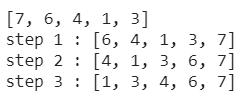 [7, 6, 4, 1, 3]
step 1 : [6, 4, 1, 3, 7]
step 2 : [4, 1, 3, 6, 7]
step 3 : [1, 3, 4, 6, 7]